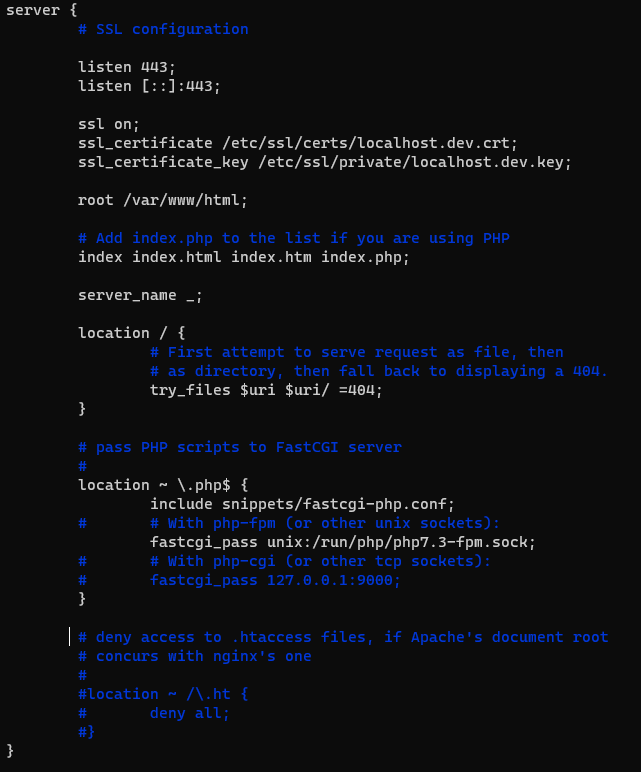 server {
# SSL configuration
listen 443;
listen [::]:443;
ssl on;
ssl_certificate /etc/ssl/certs/localhost.dev.crt;
ssl_certificate_key /etc/ssl/private/localhost.dev.key;
root /var/www/html;
# Add index.php to the list if you are using PHP
index index.html index.htm index.php;
server_name _;
location / {
# First attempt to serve request as file, then
# as directory, then fall back to displaying a 404.
try_files $uri $uri/ =404;
}
# pass PHP scripts to FastCGI server
#
location ~ \.php$ {
include snippets/fastcgi-php.conf;
#       # With php-fpm (or other unix sockets):
fastcgi_pass unix:/run/php/php7.3-fpm.sock;
#       # With php-cgi (or other tcp sockets):
#       fastcgi_pass 127.0.0.1:9000;
}
# deny access to .htaccess files, if Apache's document root
# concurs with nginx's one
#
#location ~ /\.ht {
#       deny all;
#}
}